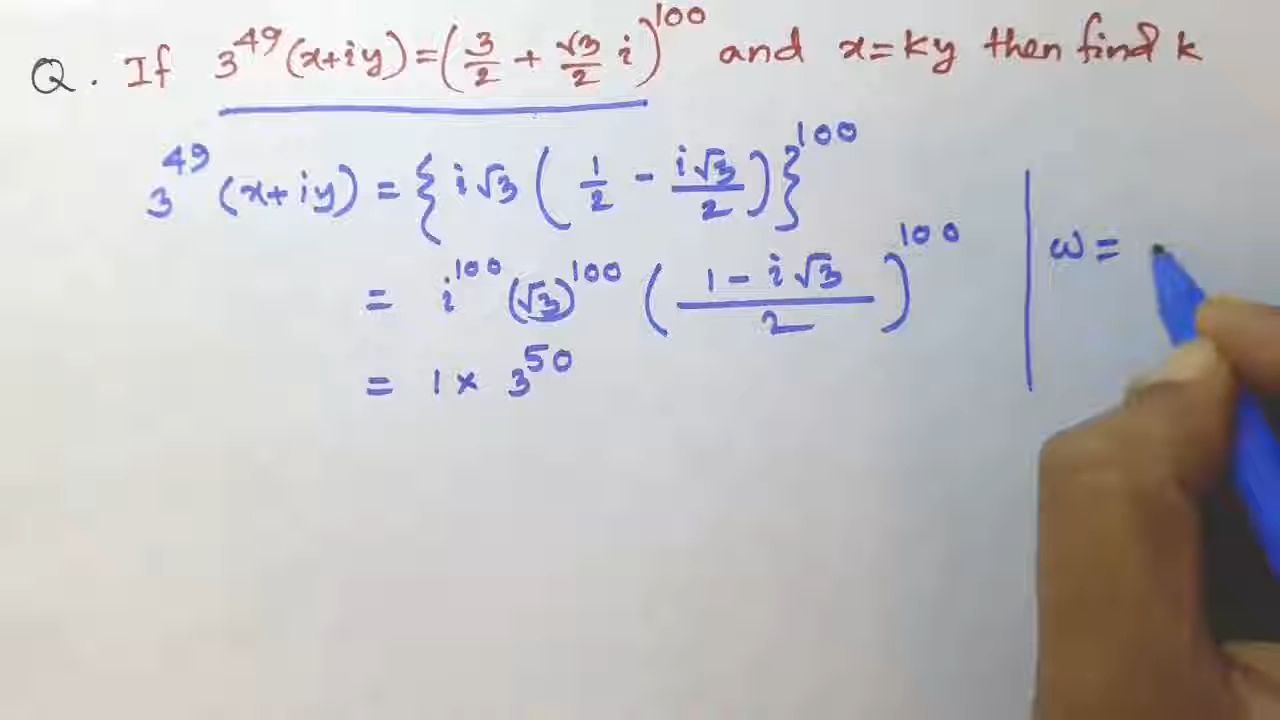 Q. If 3^49(x+iy)=(3/2 + √3/2 i)^100 and x=ky then find k
3^49 (x+iy) = {i√3 (1/2 - i√3/2)}^100
= i^100 (√3)^100 (1-i√3/2)^100
= 1 × 3^50
ω =